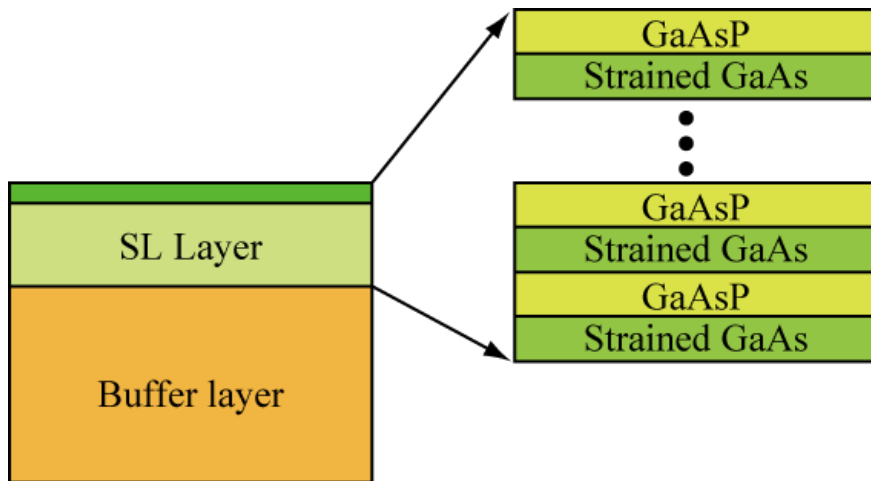 GaAsP
Strained GaAs
SL Layer
GaAsP
Strained GaAs
GaAsP
Strained GaAs
Buffer layer